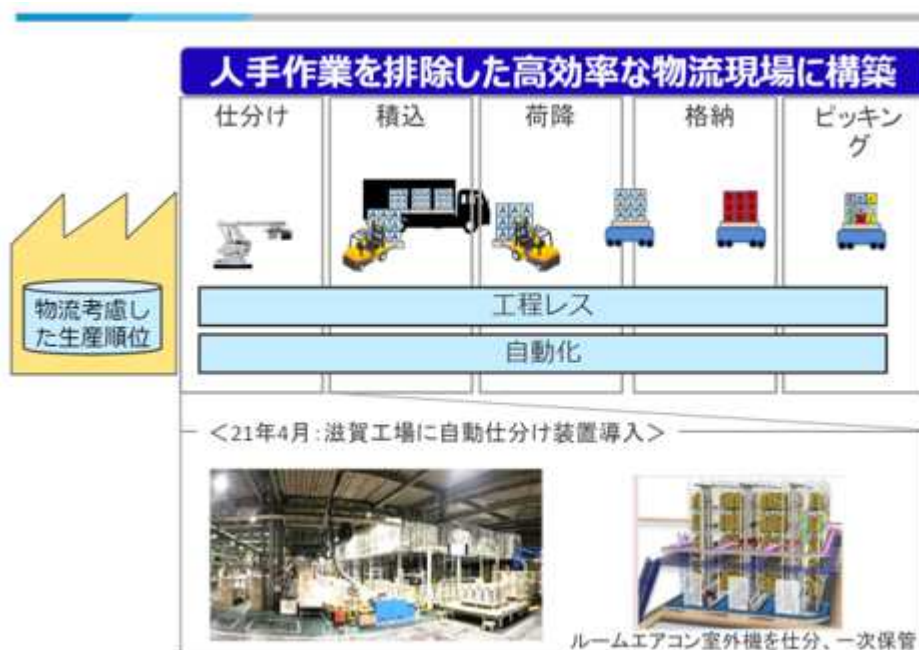 人手作業を排除した高効率な物流現場に構築
仕分け
積込
荷降
格納
ピッキン
グ
物流考慮し
た生産順位
工程レス
自動化
＜21年4月：滋賀工場に自動仕分け装置導入＞
ルームエアコン室外機を仕分、一次保管